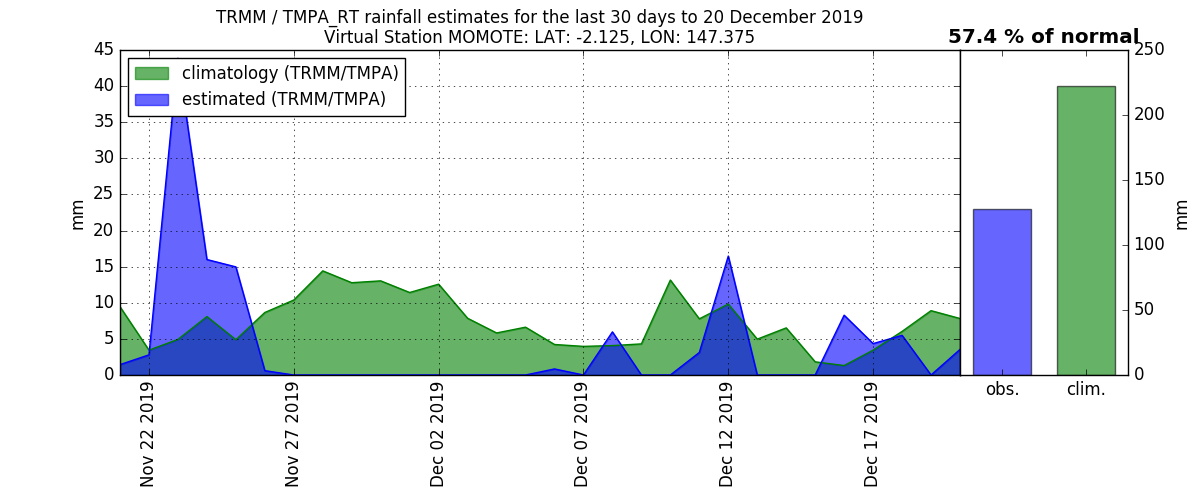 TRMM / TMPA_RT rainfall estimates for the last 30 days to 20 December 2019
Virtual Station MOMOTE: LAT: -2.125, LON: 147.375
57.4 % of normal
climatology (TRMM/TMPA)
estimated (TRMM/TMPA)
45
40
35
30
25
20
15
10
5
0
mm
Nov 22 2019
Nov 27 2019
Dec 02 2019
Dec 07 2019
Dec 12 2019
Dec 17 2019
obs.
clim.
250
200
150
100
50
0
mm